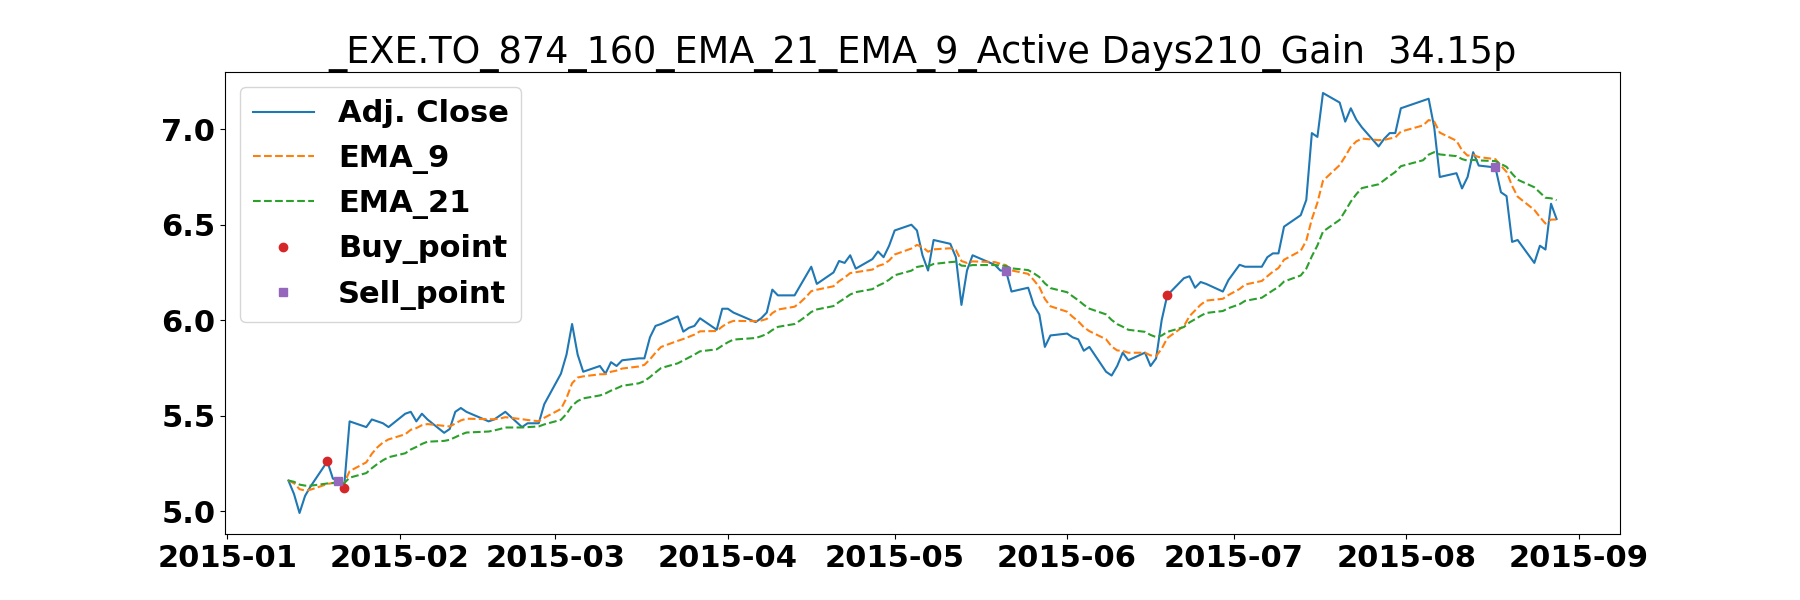 _EXE.TO_874_160_EMA_21_EMA_9_Active Days210_Gain  34.15p
Adj. Close
EMA_9
EMA_21
Buy_point
Sell_point
7.0
6.5
6.0
5.5
5.0
2015-01 2015-02 2015-03 2015-04 2015-05 2015-06 2015-07 2015-08 2015-09